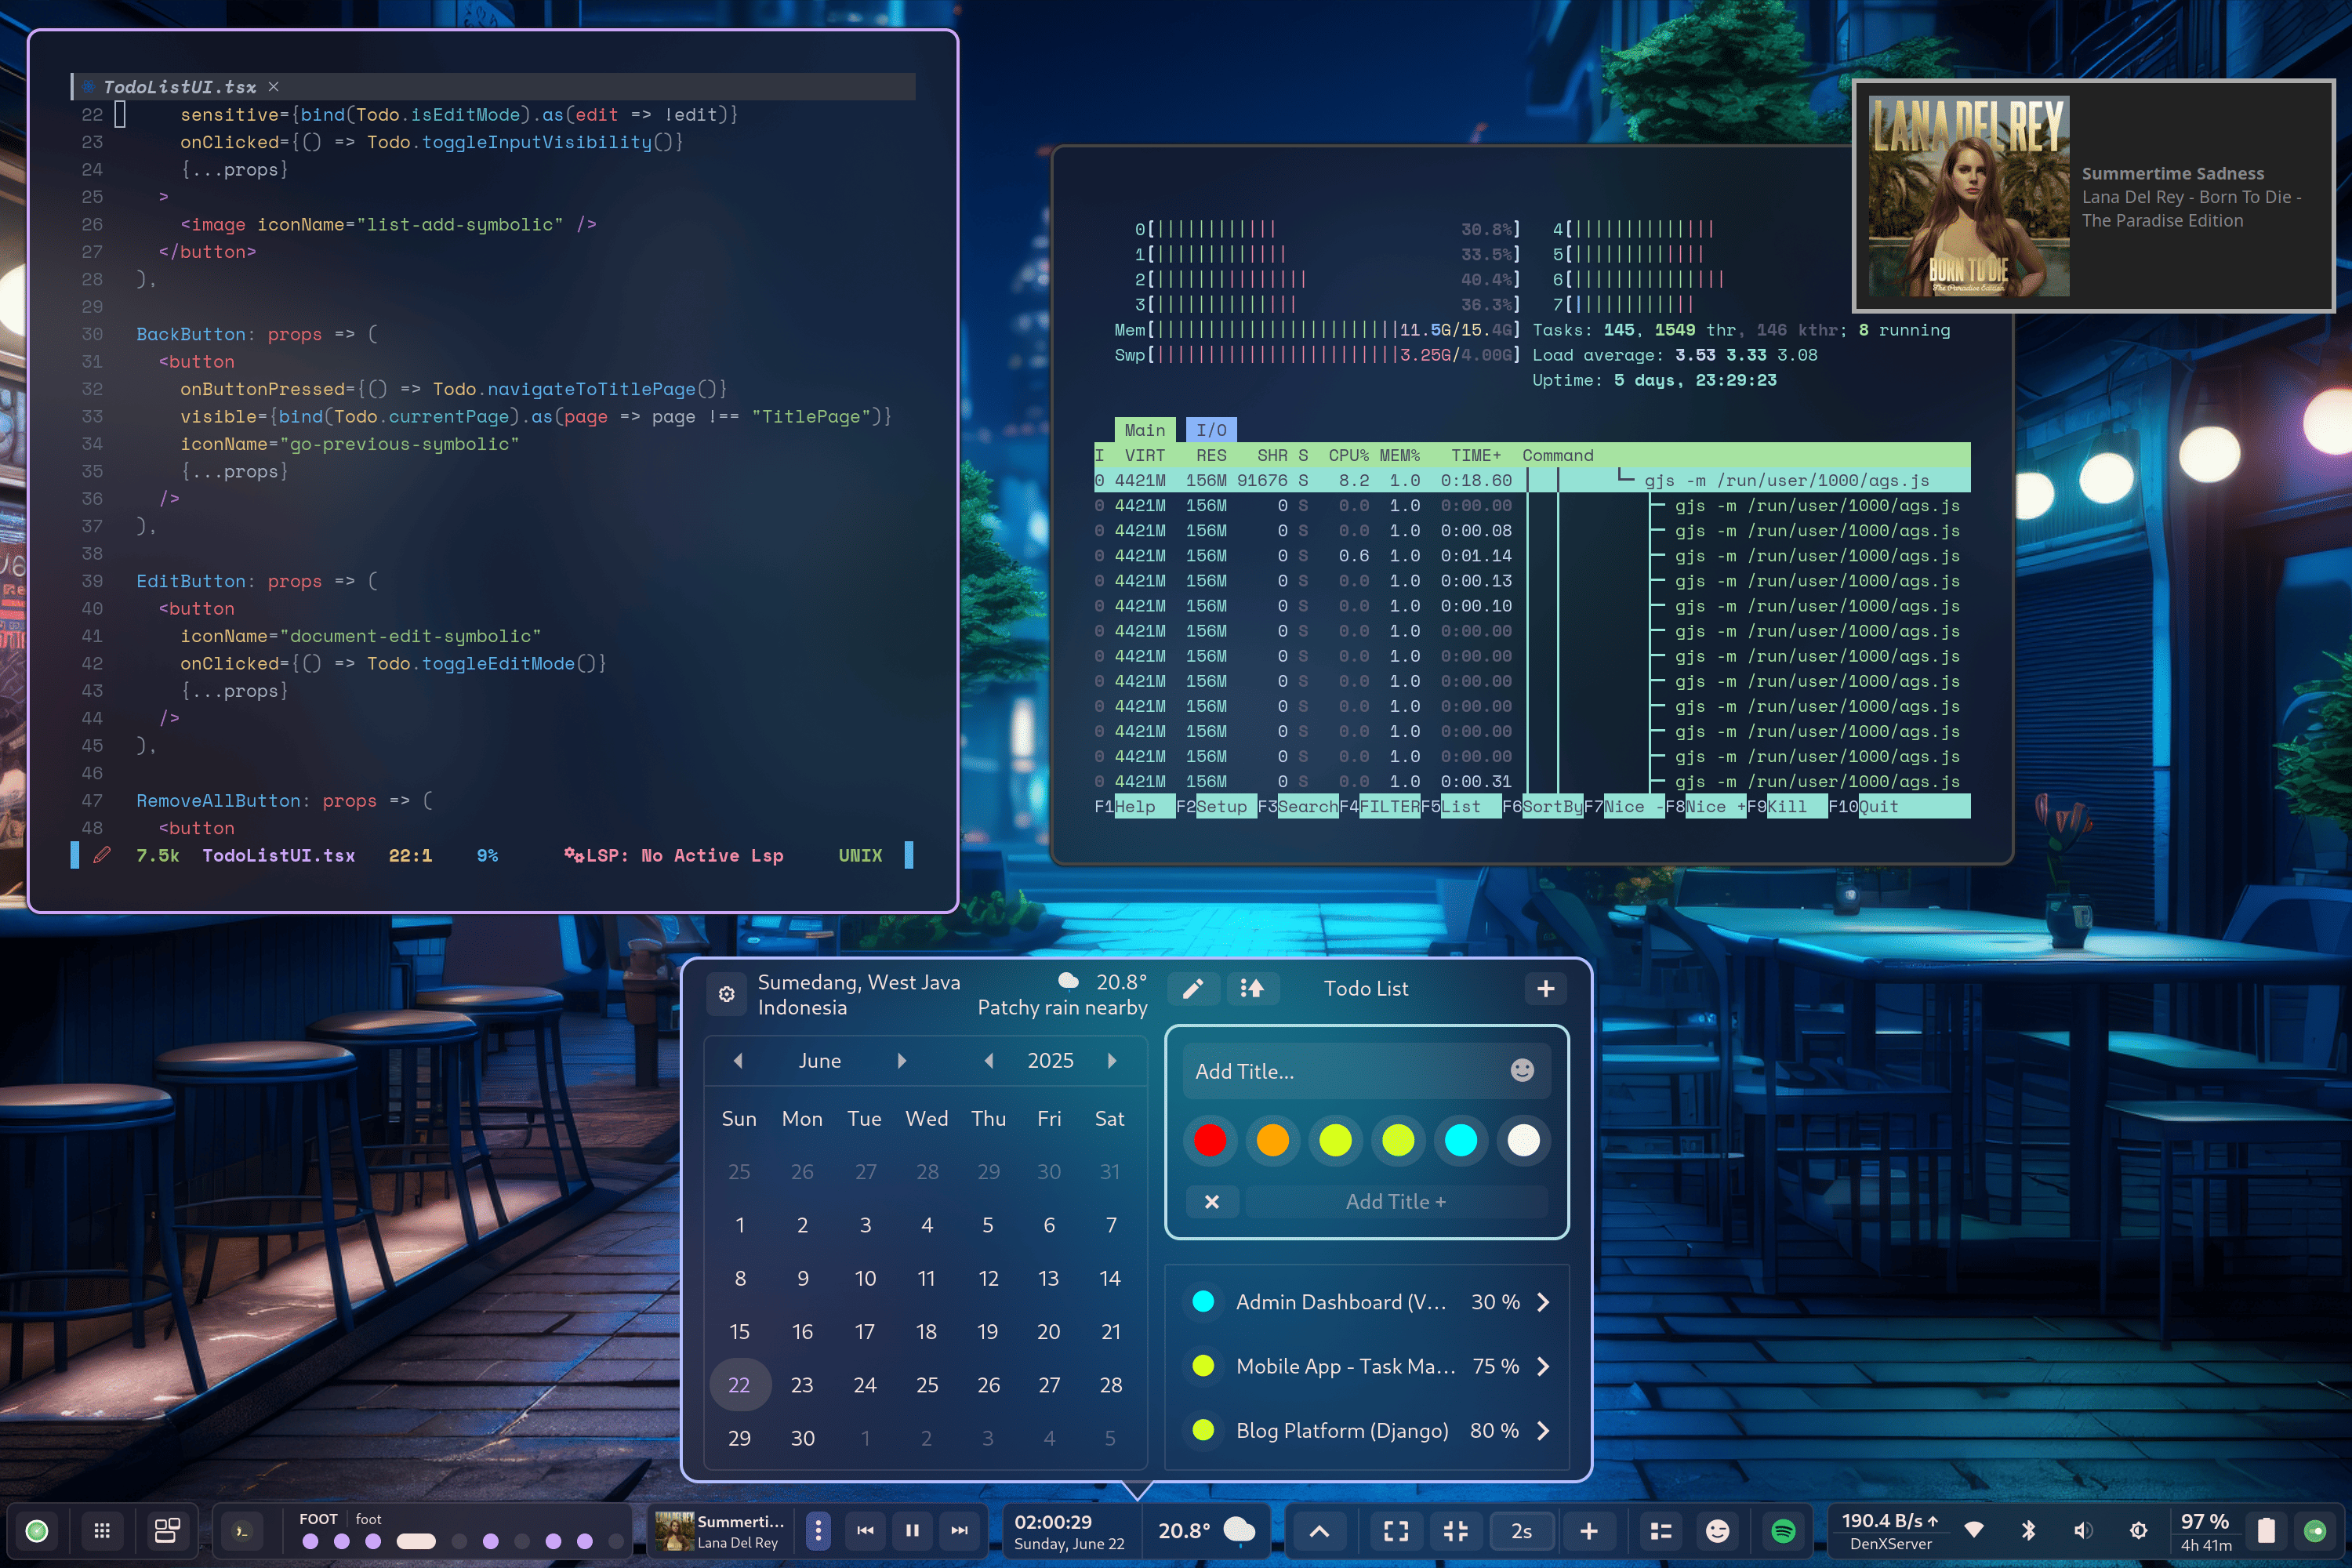 TodoListUI.tsx ×
22 sensitive={bind(Todo.isEditMode).as(edit => !edit)}
23 onClicked={() => Todo.toggleInputVisibility()}
24 {...props}
25 >
26 <image iconName="list-add-symbolic" />
27 </button>
28 ),
29
30 BackButton: props => (
31 <button
32 onButtonPressed={() => Todo.navigateToTitlePage()}
33 visible={bind(Todo.currentPage).as(page => page !== "TitlePage")}
34 iconName="go-previous-symbolic"
35 {...props}
36 />
37 ),
38
39 EditButton: props => (
40 <button
41 iconName="document-edit-symbolic"
42 onClicked={() => Todo.toggleEditMode()}
43 {...props}
44 />
45 ),
46
47 RemoveAllButton: props => (
48 <button
7.5k TodoListUI.tsx 22:1 9% LSP: No Active Lsp UNIX
LANA DEL REY
BORN TO DIE
The Paradise Edition
Summertime Sadness
Lana Del Rey - Born To Die -
The Paradise Edition
0[ 30.8%] 4[
1[ 33.5%] 5[
2[ 40.4%] 6[
3[ 36.3%] 7[
Mem[ 11.5G/15.4G] Tasks: 145, 1549 thr, 146 kthr; 8 running
Swp[ 3.25G/4.00G] Load average: 3.53 3.33 3.08
Uptime: 5 days, 23:29:23
Main I/O
I VIRT RES SHR S CPU% MEM% TIME+ Command
0 4421M 156M 91676 S 8.2 1.0 0:18.60 gjs -m /run/user/1000/ags.js
0 4421M 156M 0 S 0.0 1.0 0:00.00 gjs -m /run/user/1000/ags.js
0 4421M 156M 0 S 0.0 1.0 0:00.08 gjs -m /run/user/1000/ags.js
0 4421M 156M 0 S 0.6 1.0 0:01.14 gjs -m /run/user/1000/ags.js
0 4421M 156M 0 S 0.0 1.0 0:00.13 gjs -m /run/user/1000/ags.js
0 4421M 156M 0 S 0.0 1.0 0:00.10 gjs -m /run/user/1000/ags.js
0 4421M 156M 0 S 0.0 1.0 0:00.00 gjs -m /run/user/1000/ags.js
0 4421M 156M 0 S 0.0 1.0 0:00.00 gjs -m /run/user/1000/ags.js
0 4421M 156M 0 S 0.0 1.0 0:00.00 gjs -m /run/user/1000/ags.js
0 4421M 156M 0 S 0.0 1.0 0:00.00 gjs -m /run/user/1000/ags.js
0 4421M 156M 0 S 0.0 1.0 0:00.00 gjs -m /run/user/1000/ags.js
0 4421M 156M 0 S 0.0 1.0 0:00.00 gjs -m /run/user/1000/ags.js
0 4421M 156M 0 S 0.0 1.0 0:00.31 gjs -m /run/user/1000/ags.js
F1Help F2Setup F3SearchF4FILTERF5List F6SortByF7Nice -F8Nice +F9Kill F10Quit
Sumedang, West Java
Indonesia
20.8°
Patchy rain nearby
June 2025
Sun Mon Tue Wed Thu Fri Sat
25 26 27 28 29 30 31
1 2 3 4 5 6 7
8 9 10 11 12 13 14
15 16 17 18 19 20 21
22 23 24 25 26 27 28
29 30 1 2 3 4 5
Todo List
Add Title...
Add Title +
Admin Dashboard (V... 30 %
Mobile App - Task Ma... 75 %
Blog Platform (Django) 80 %
FOOT foot
Summerti...
Lana Del Rey
02:00:29
Sunday, June 22
20.8°
2s
190.4 B/s
DenXServer
97 %
4h 41m